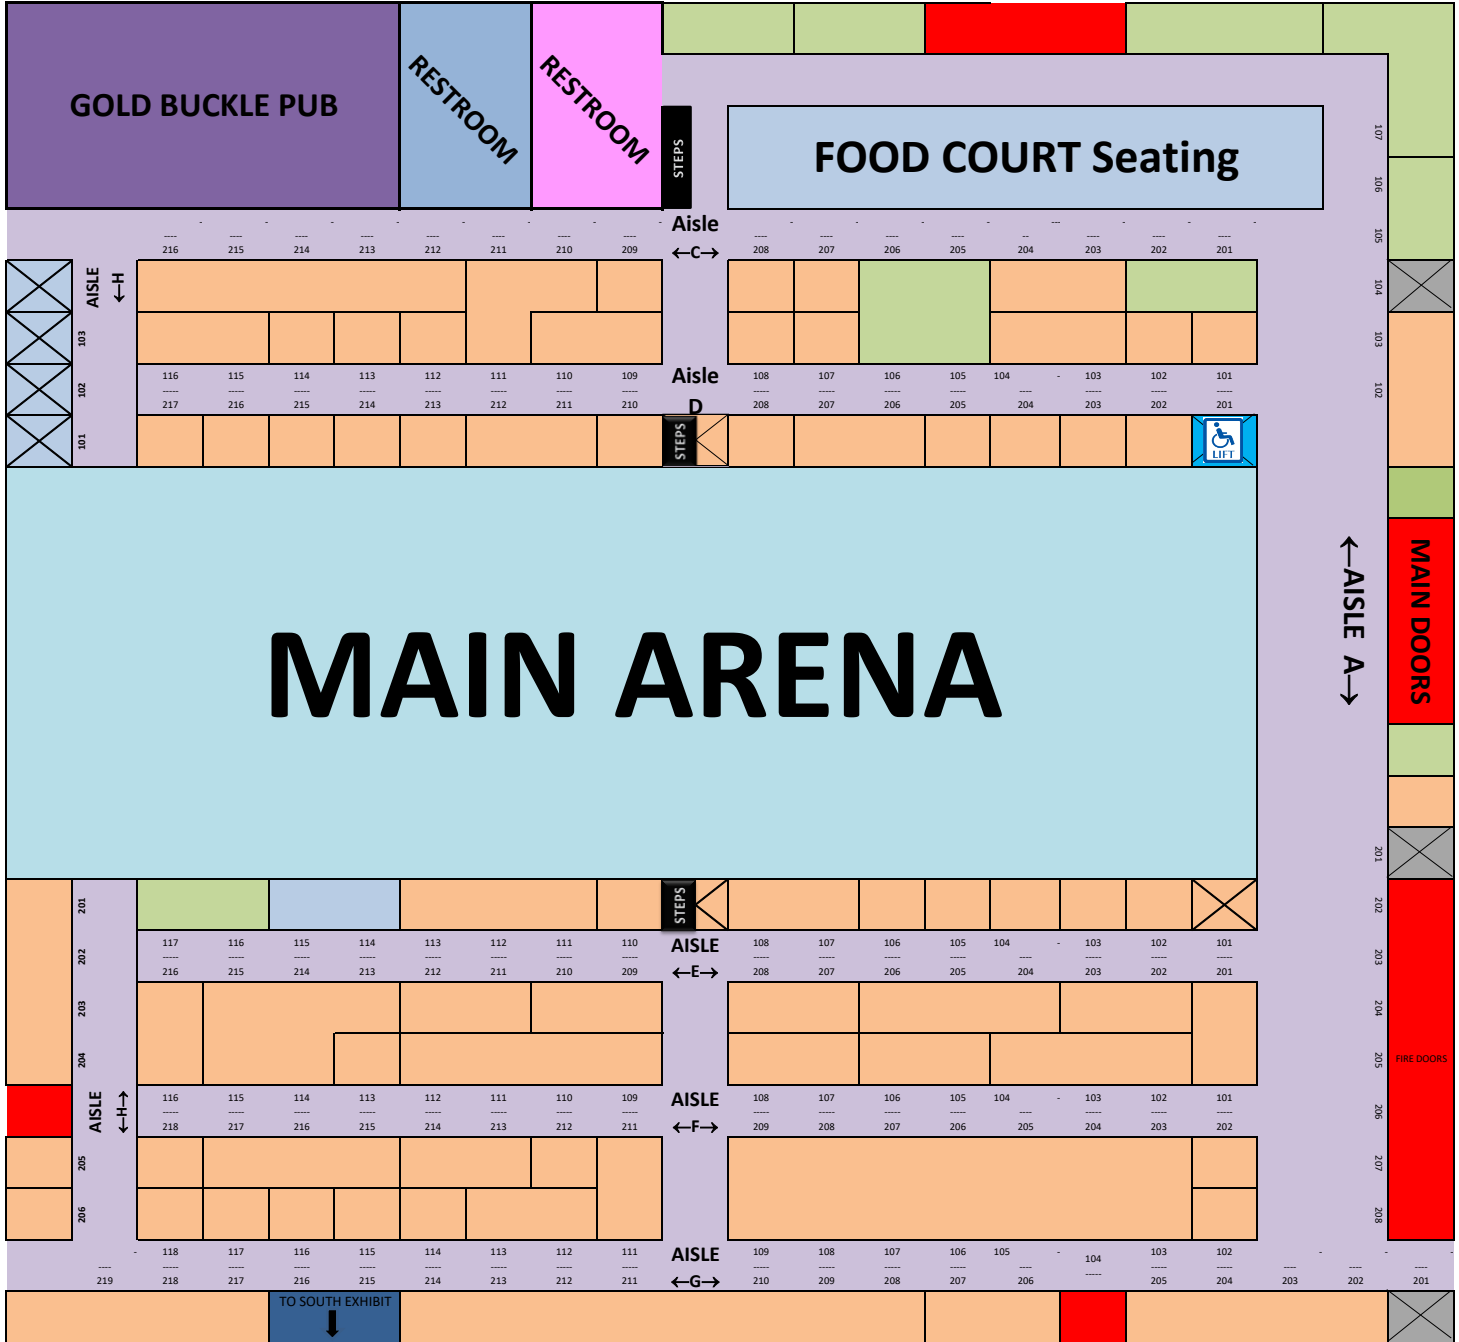 GOLD BUCKLE PUB
RESTROOM
RESTROOM
STEPS
FOOD COURT Seating
107
106
105
104
103
102
- - - - - - - - Aisle - - - - --- - - -
---- ---- ---- ---- ---- ---- ---- ---- ---- ---- ---- ---- -- ---- ---- ----
216 215 214 213 212 211 210 209 ←C→ 208 207 206 205 204 203 202 201
AISLE
←H
103
102
101
116 115 114 113 112 111 110 109 Aisle 108 107 106 105 104 - 103 102 101
----- ----- ----- ----- ----- ----- ----- ----- ----- ----- ----- ----- ---- ----- ----- -----
217 216 215 214 213 212 211 210 D 208 207 206 205 204 203 202 201
STEPS
LIFT
MAIN ARENA
←AISLE A→
MAIN DOORS
201
202
203
204
205
206
207
208
FIRE DOORS
STEPS
201
202
203
204
117 116 115 114 113 112 111 110 AISLE 108 107 106 105 104 - 103 102 101
----- ----- ----- ----- ----- ----- ----- ----- ----- ----- ----- ----- ---- ----- ----- -----
216 215 214 213 212 211 210 209 ←E→ 208 207 206 205 204 203 202 201
AISLE
←H→
116 115 114 113 112 111 110 109 AISLE 108 107 106 105 104 - 103 102 101
----- ----- ----- ----- ----- ----- ----- ----- ----- ----- ----- ----- ---- ----- ----- -----
218 217 216 215 214 213 212 211 ←F→ 209 208 207 206 205 204 203 202
205
206
- 118 117 116 115 114 113 112 111 AISLE 109 108 107 106 105 - 104 103 102 - - -
---- ----- ----- ----- ----- ----- ----- ----- ----- ----- ----- ----- ----- ---- ----- ----- ----- ---- ---- ----
219 218 217 216 215 214 213 212 211 ←G→ 210 209 208 207 206 205 204 203 202 201
TO SOUTH EXHIBIT